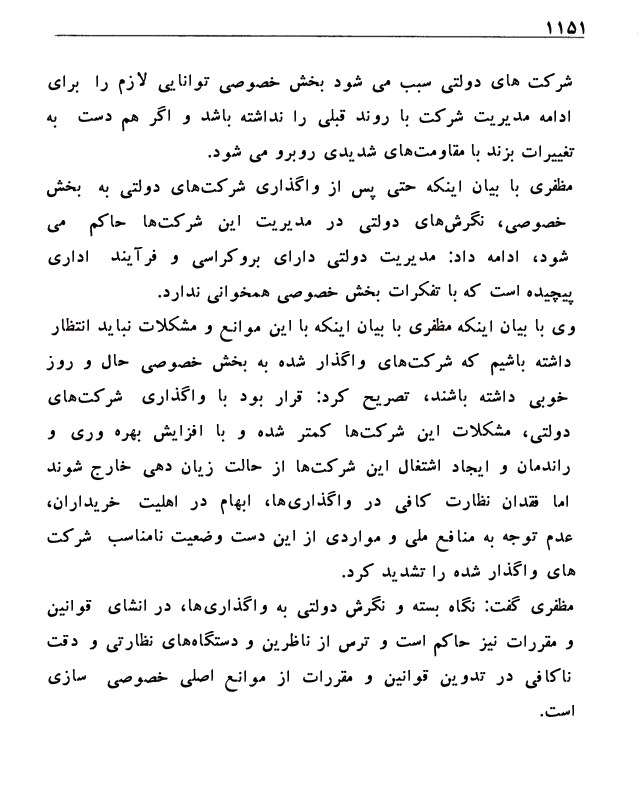 ۱۱۵۱
شرکت های دولتی سبب می شود بخش خصوصی توانایی لازم را برای
ادامه مدیریت شرکت با روند قبلی را نداشته باشد و اگر هم دست به
تغییرات بزند با مقاومت‌های شدیدی روبرو می شود.
مظفری با بیان اینکه حتی پس از واگذاری شرکت‌های دولتی به بخش
خصوصی، نگرش‌های دولتی در مدیریت این شرکت‌ها حاکم می
شود، ادامه داد: مدیریت دولتی دارای بروکراسی و فرآیند اداری
پیچیده است که با تفکرات بخش خصوصی همخوانی ندارد.
وی با بیان اینکه مظفری با بیان اینکه با این موانع و مشکلات نباید انتظار
داشته باشیم که شرکت‌های واگذار شده به بخش خصوصی حال و روز
خوبی داشته باشند، تصریح کرد: قرار بود با واگذاری شرکت‌های
دولتی، مشکلات این شرکت‌ها کمتر شده و با افزایش بهره وری و
راندمان و ایجاد اشتغال این شرکت‌ها از حالت زیان دهی خارج شوند
اما فقدان نظارت کافی در واگذاری‌ها، ابهام در اهلیت خریداران،
عدم توجه به منافع ملی و مواردی از این دست وضعیت نامناسب شرکت
های واگذار شده را تشدید کرد.
مظفری گفت: نگاه بسته و نگرش دولتی به واگذاری‌ها، در انشای قوانین
و مقررات نیز حاکم است و ترس از ناظرین و دستگاه‌های نظارتی و دقت
ناکافی در تدوین قوانین و مقررات از موانع اصلی خصوصی سازی
است.